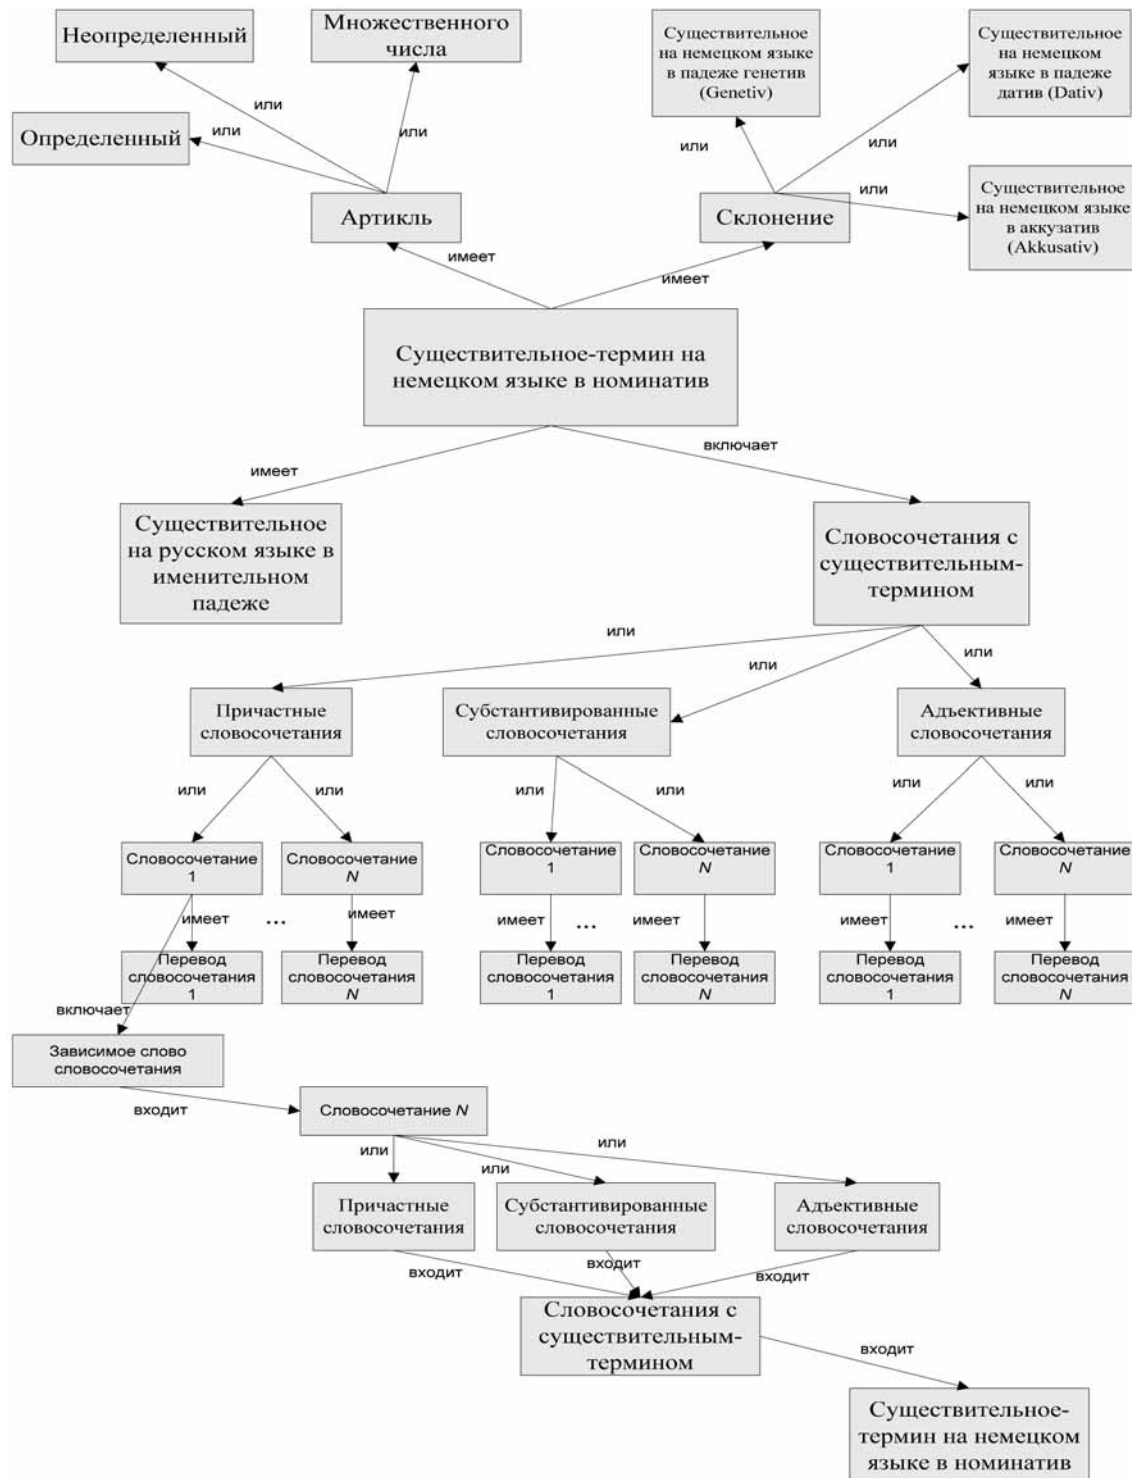 Неопределенный
Множественного
числа
Существительное
на немецком языке
в падеже генетив
(Genetiv)
Существительное
на немецком
языке в падеже
датив (Dativ)
или
или
или
или
или
Определенный
или
Артикль
Склонение
Существительное
на немецком языке
в аккузатив
(Akkusativ)
имеет
имеет
Существительное-термин на
немецком языке в номинатив
имеет
включает
Существительное
на русском языке в
именительном
падеже
Словосочетания с
существительным-
термином
или
или
или
Причастные
словосочетания
Субстантивированные
словосочетания
Адъективные
словосочетания
или
или
или
или
или
или
Словосочетание
1
Словосочетание
N
Словосочетание
1
Словосочетание
N
Словосочетание
1
Словосочетание
N
имеет
...
имеет
имеет
...
имеет
имеет
...
имеет
Перевод
словосочетания
1
Перевод
словосочетания
N
Перевод
словосочетания
1
Перевод
словосочетания
N
Перевод
словосочетания
1
Перевод
словосочетания
N
включает
Зависимое слово
словосочетания
входит
Словосочетание N
или
или
или
Причастные
словосочетания
Субстантивированные
словосочетания
Адъективные
словосочетания
входит
входит
входит
Словосочетания с
существительным-
термином
входит
Существительное-
термин на немецком
языке в номинатив